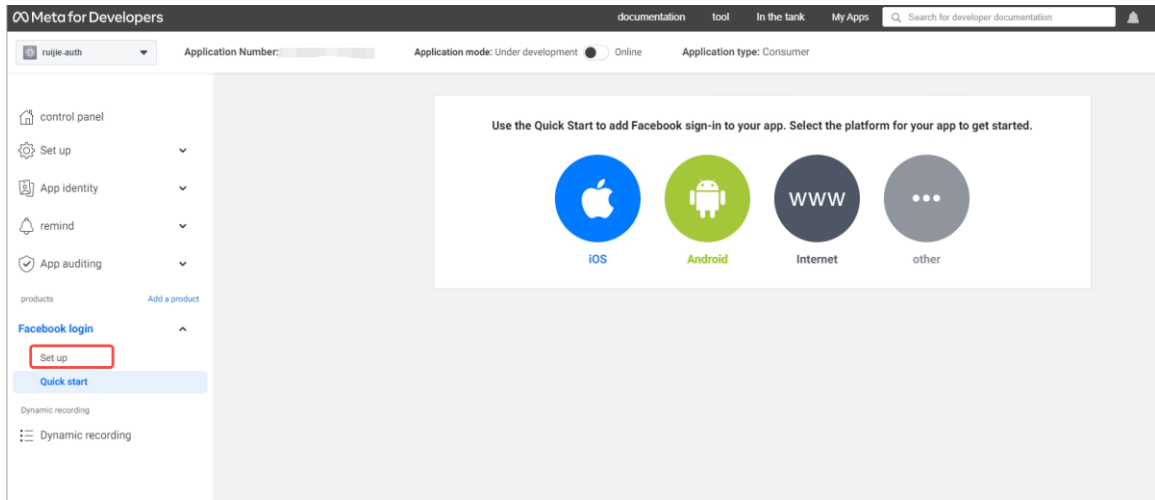 Meta for Developers
documentation tool In the tank My Apps Search for developer documentation
ruijie-auth Application Number: Application mode: Under development Online Application type: Consumer
control panel
Set up
App identity
remind
App auditing
products Add a product
Facebook login
Set up
Quick start
Dynamic recording
Dynamic recording
Use the Quick Start to add Facebook sign-in to your app. Select the platform for your app to get started.
WWW
iOS Android Internet other